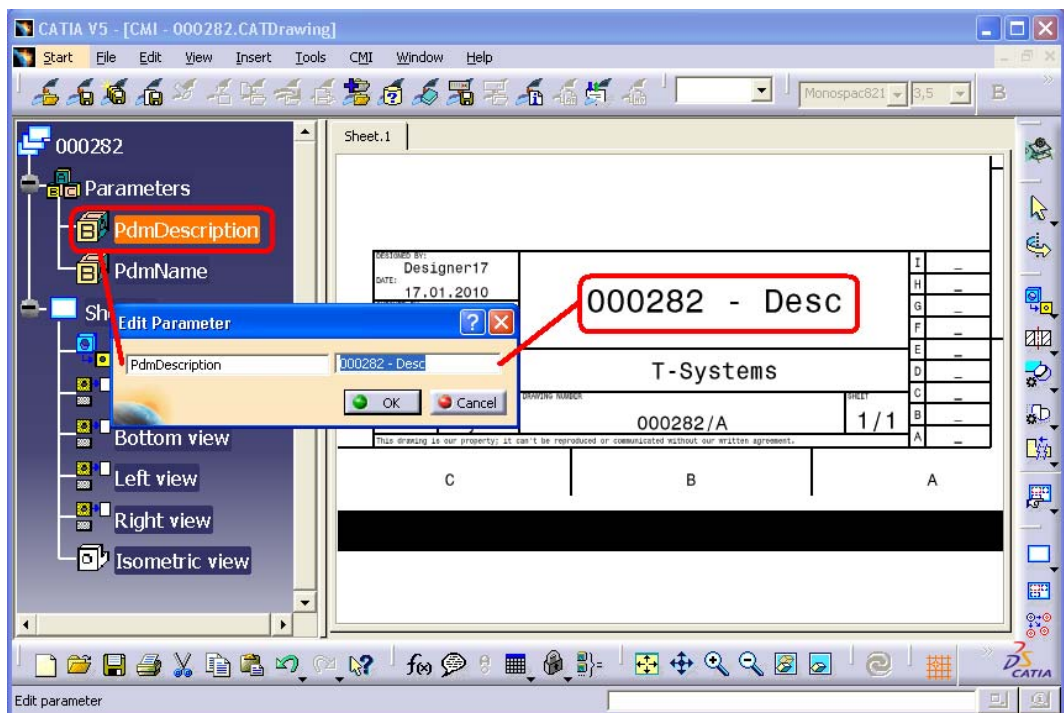 CATIA V5 - [CMI - 000282.CATDrawing]
Start File Edit View Insert Tools CMI Window Help
Monospac821 3,5 B
000282
Parameters
PdmDescription
PdmName
Sh
Bottom view
Left view
Right view
Isometric view
Edit Parameter
PdmDescription 000282 - Desc
OK Cancel
Sheet.1
DESIGNED BY:
Designer17
DATE:
17.01.2010
000282 - Desc
T-Systems
DRAWING NUMBER
000282/A
SHEET
1/1
This drawing is our property; it can't be reproduced or communicated without our written agreement.
I _
H _
G _
F _
E _
D _
C _
B _
A _
C B A
f(x)
CATIA
Edit parameter